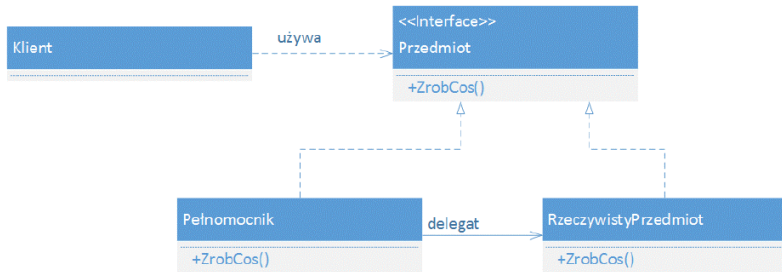 <<Interface>>
Klient
używa
Przedmiot
+ZrobCos()
Pełnomocnik
delegat
RzeczywistyPrzedmiot
+ZrobCos()
+ZrobCos()